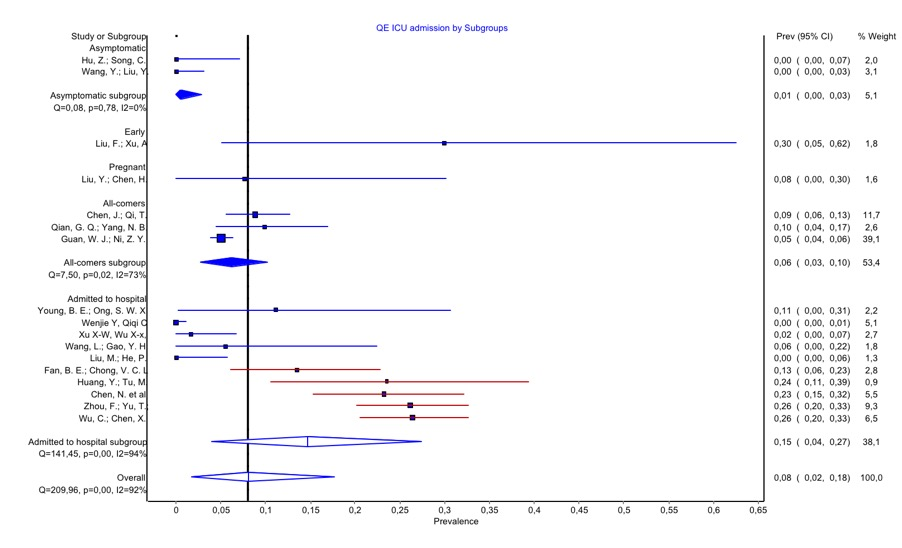 QE ICU admission by Subgroups
Study or Subgroup Prev (95% CI) % Weight
Asymptomatic
Hu, Z.; Song, C. 0,00 ( 0,00, 0,07) 2,0
Wang, Y.; Liu, Y. 0,00 ( 0,00, 0,03) 3,1
Asymptomatic subgroup 0,01 ( 0,00, 0,03) 5,1
Q=0,08, p=0,78, I2=0%
Early
Liu, F.; Xu, A 0,30 ( 0,05, 0,62) 1,8
Pregnant
Liu, Y.; Chen, H. 0,08 ( 0,00, 0,30) 1,6
All-comers
Chen, J.; Qi, T. 0,09 ( 0,06, 0,13) 11,7
Qian, G. Q.; Yang, N. B. 0,10 ( 0,04, 0,17) 2,6
Guan, W. J.; Ni, Z. Y. 0,05 ( 0,04, 0,06) 39,1
All-comers subgroup 0,06 ( 0,03, 0,10) 53,4
Q=7,50, p=0,02, I2=73%
Admitted to hospital
Young, B. E.; Ong, S. W. X 0,11 ( 0,00, 0,31) 2,2
Wenjie Y, Qiqi C 0,00 ( 0,00, 0,01) 5,1
Xu X-W, Wu X-x, 0,02 ( 0,00, 0,07) 2,7
Wang, L.; Gao, Y. H 0,06 ( 0,00, 0,22) 1,8
Liu, M.; He, P. 0,00 ( 0,00, 0,06) 1,3
Fan, B. E.; Chong, V. C. L 0,13 ( 0,06, 0,23) 2,8
Huang, Y.; Tu, M. 0,24 ( 0,11, 0,39) 0,9
Chen, N. et al 0,23 ( 0,15, 0,32) 5,5
Zhou, F.; Yu, T. 0,26 ( 0,20, 0,33) 9,3
Wu, C.; Chen, X. 0,26 ( 0,20, 0,33) 6,5
Admitted to hospital subgroup 0,15 ( 0,04, 0,27) 38,1
Q=141,45, p=0,00, I2=94%
Overall 0,08 ( 0,02, 0,18) 100,0
Q=209,96, p=0,00, I2=92%
0 0,05 0,1 0,15 0,2 0,25 0,3 0,35 0,4 0,45 0,5 0,55 0,6 0,65
Prevalence